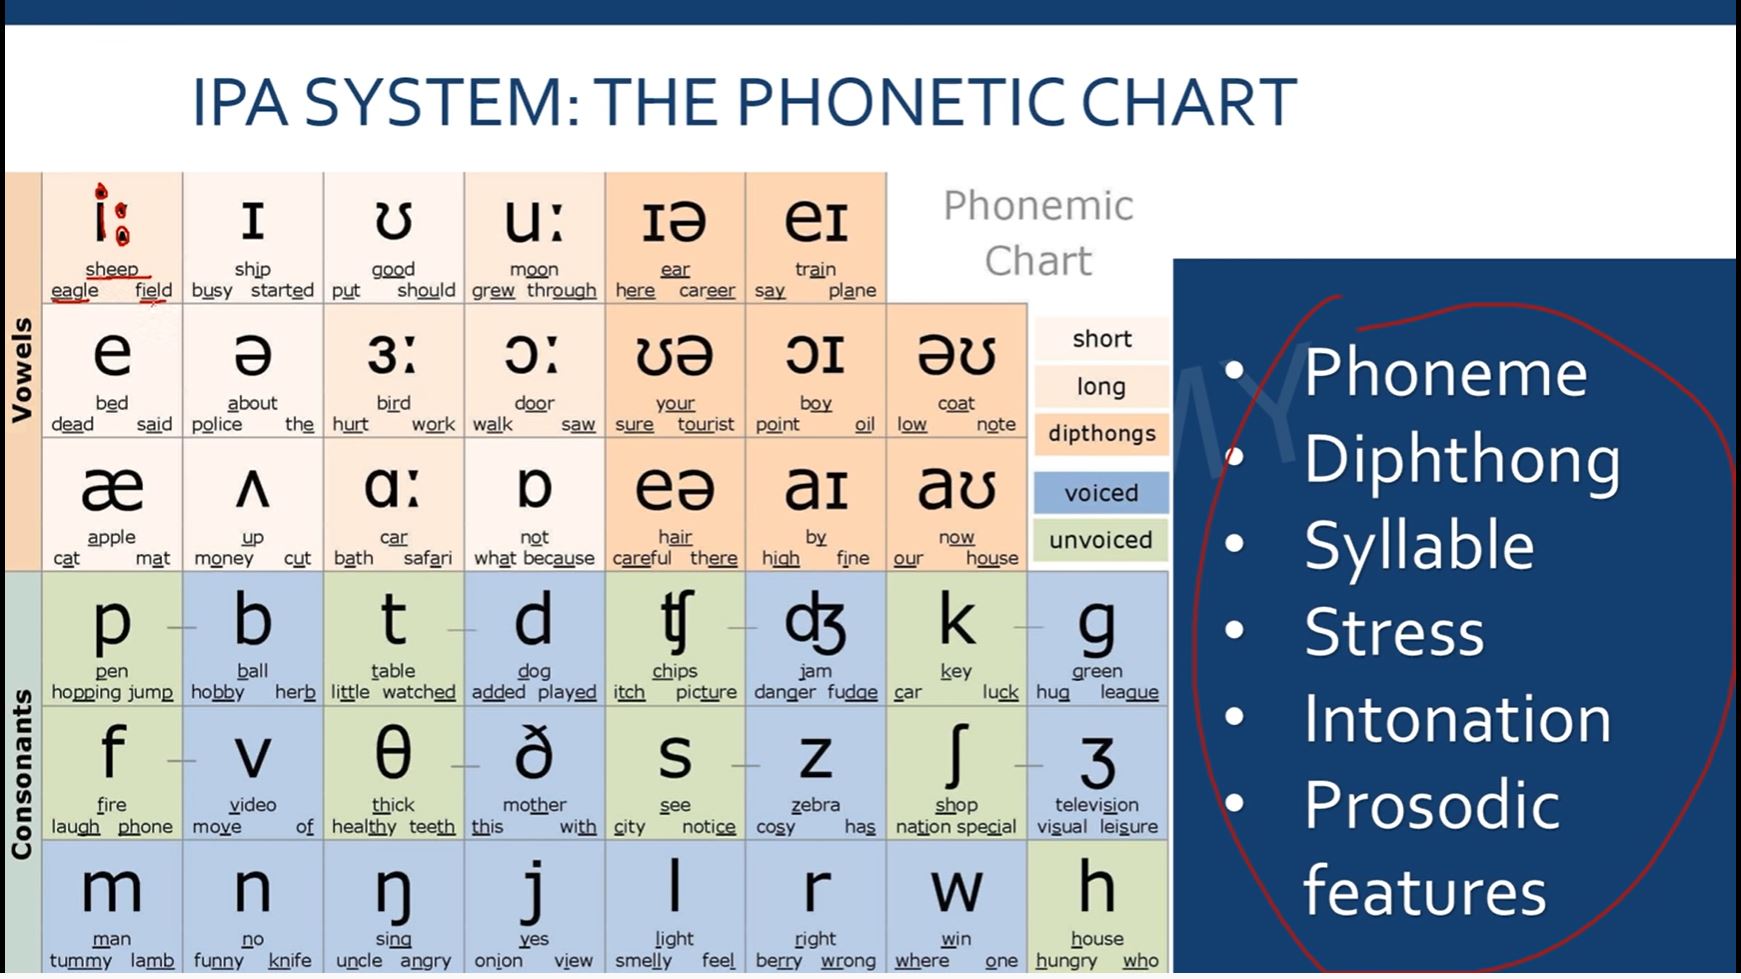 IPA SYSTEM: THE PHONETIC CHART
Phonemic
Chart
Vowels
iː ɪ ʊ uː ɪə eɪ
sheep ship good moon ear train
eagle field busy started put should grew through here career say plane
e ə ɜː ɔː ʊə ɔɪ əʊ
bed about bird door your boy coat
dead said police the hurt work walk saw sure tourist point oil low note
æ ʌ ɑː ɒ eə aɪ aʊ
apple up car not hair by now
cat mat money cut bath safari what because careful there high fine our house
short
long
dipthongs
voiced
unvoiced
Consonants
p b t d ʧ ʤ k g
pen ball table dog chips jam key green
hopping jump hobby herb little watched added played itch picture danger fudge car luck hug league
f v θ ð s z ʃ ʒ
fire video thick mother see zebra shop television
laugh phone move of healthy teeth this with city notice cosy has nation special visual leisure
m n ŋ j l r w h
man no sing yes light right win house
tummy lamb funny knife uncle angry onion view smelly feel berry wrong where one hungry who
• Phoneme
• Diphthong
• Syllable
• Stress
• Intonation
• Prosodic
features